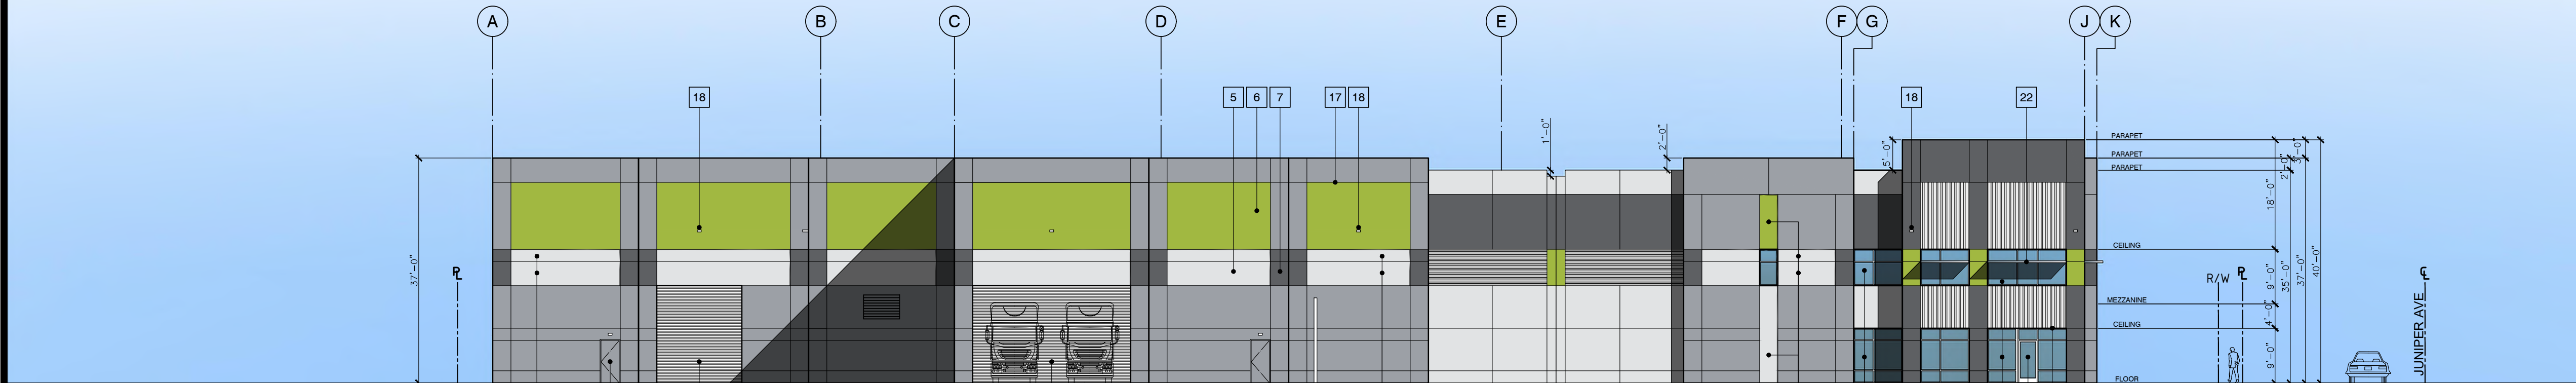 A B C D E F G J K
18 5 6 7 17 18 18 22
1'-0" 2'-0" 5'-0"
PARAPET
PARAPET
PARAPET
2'-0" 3'-0"
18'-0"
37'-0"
CEILING
9'-0" 35'-0" 37'-0" 40'-0"
PL
R/W PL CL
MEZZANINE
4'-0"
CEILING
9'-0"
JUNIPER AVE
FLOOR